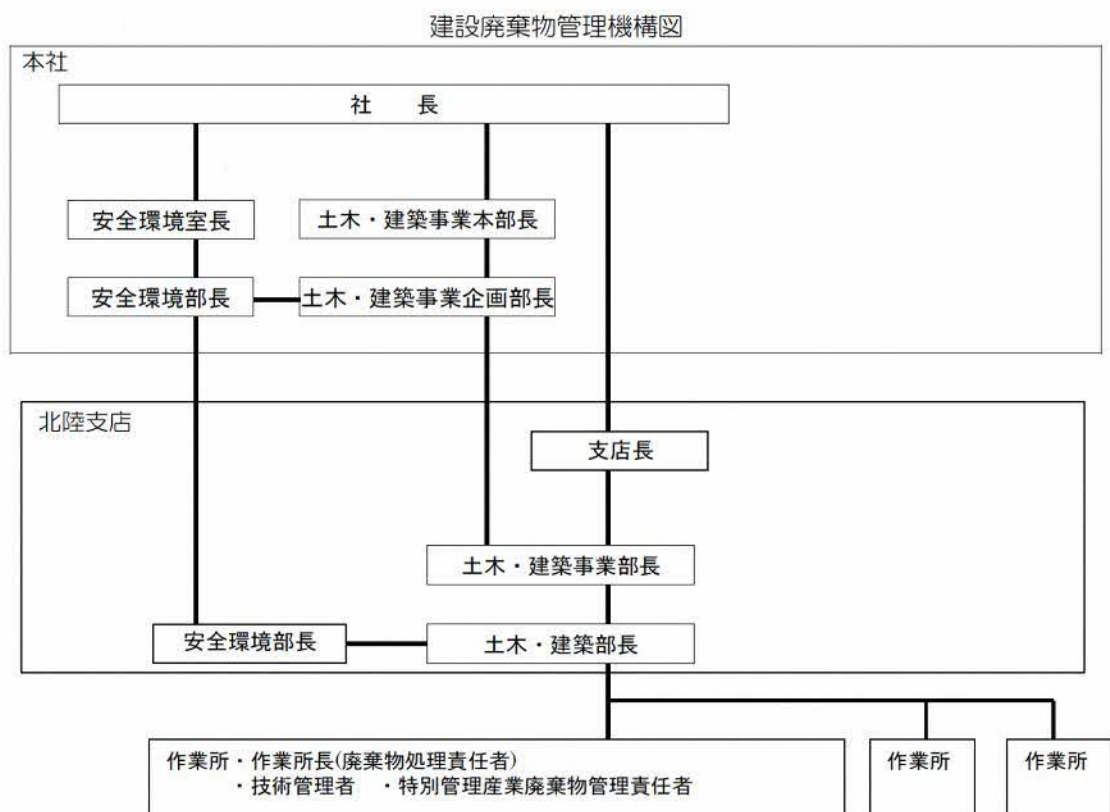 建設廃棄物管理機構図
本社
社　　長
安全環境室長
土木・建築事業本部長
安全環境部長
土木・建築事業企画部長
北陸支店
支店長
土木・建築事業部長
安全環境部長
土木・建築部長
作業所・作業所長(廃棄物処理責任者)
・技術管理者　・特別管理産業廃棄物管理責任者
作業所
作業所